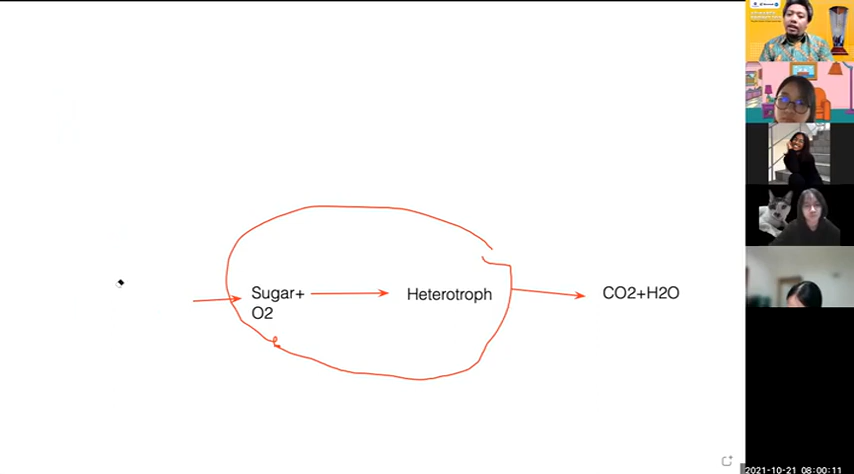 Sugar+
O2
Heterotroph
CO2+H2O
2021-10-21 08:00:11